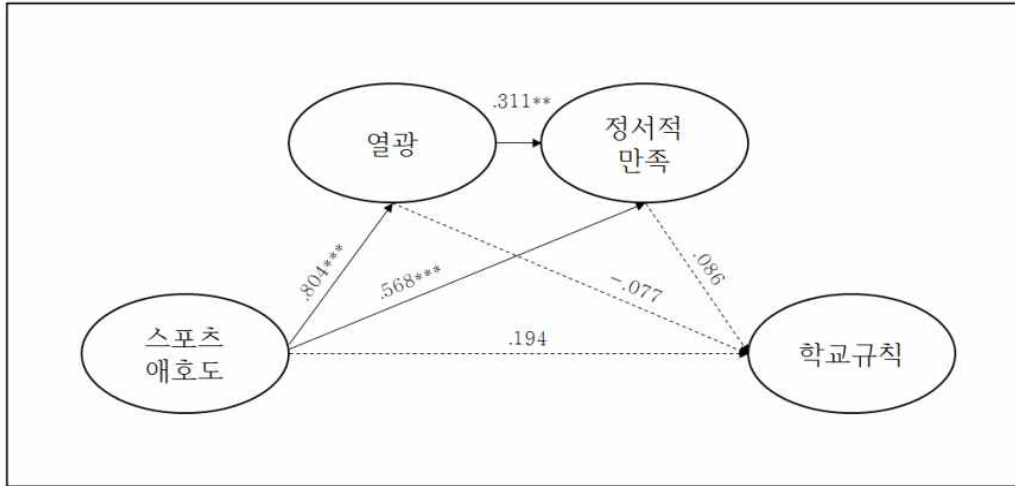 .311**
열광
정서적
만족
.804***
.568***
-.077
.086
스포츠
애호도
.194
학교규칙